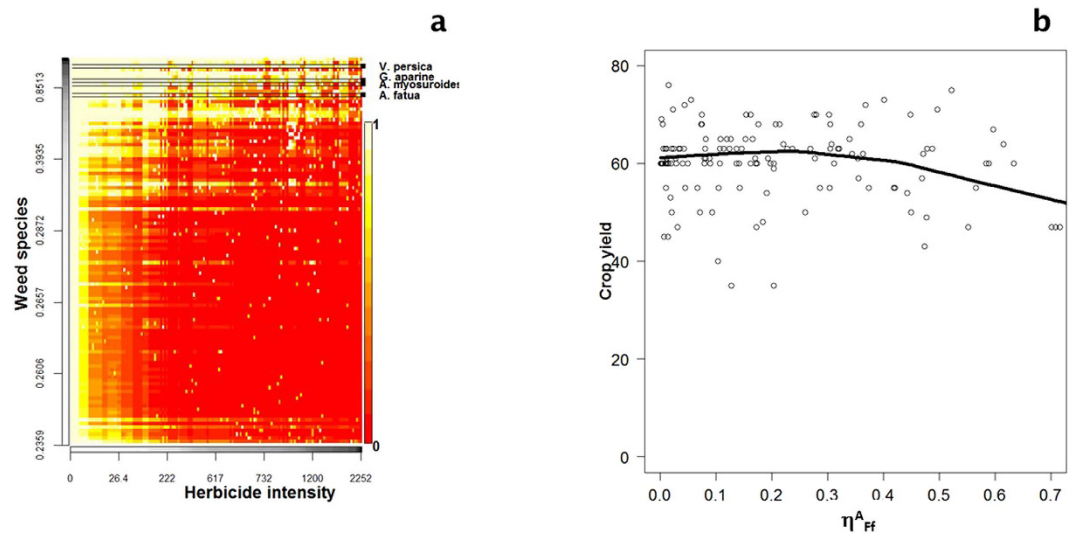 a
V. persica
G. aparine
A. myosuroides
A. fatua
1
0
Weed species
0.8513
0.3935
0.2872
0.2657
0.2606
0.2359
0 26.4 222 617 732 1200 2252
Herbicide intensity
b
Crop yield
80
60
40
20
0
0.0 0.1 0.2 0.3 0.4 0.5 0.6 0.7
η^A_Ff